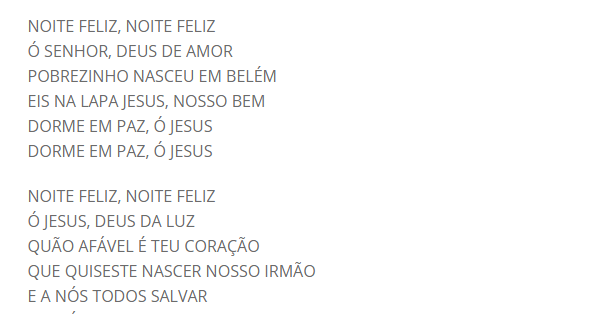 NOITE FELIZ, NOITE FELIZ
Ó SENHOR, DEUS DE AMOR
POBREZINHO NASCEU EM BELÉM
EIS NA LAPA JESUS, NOSSO BEM
DORME EM PAZ, Ó JESUS
DORME EM PAZ, Ó JESUS
NOITE FELIZ, NOITE FELIZ
Ó JESUS, DEUS DA LUZ
QUÃO AFÁVEL É TEU CORAÇÃO
QUE QUISESTE NASCER NOSSO IRMÃO
E A NÓS TODOS SALVAR